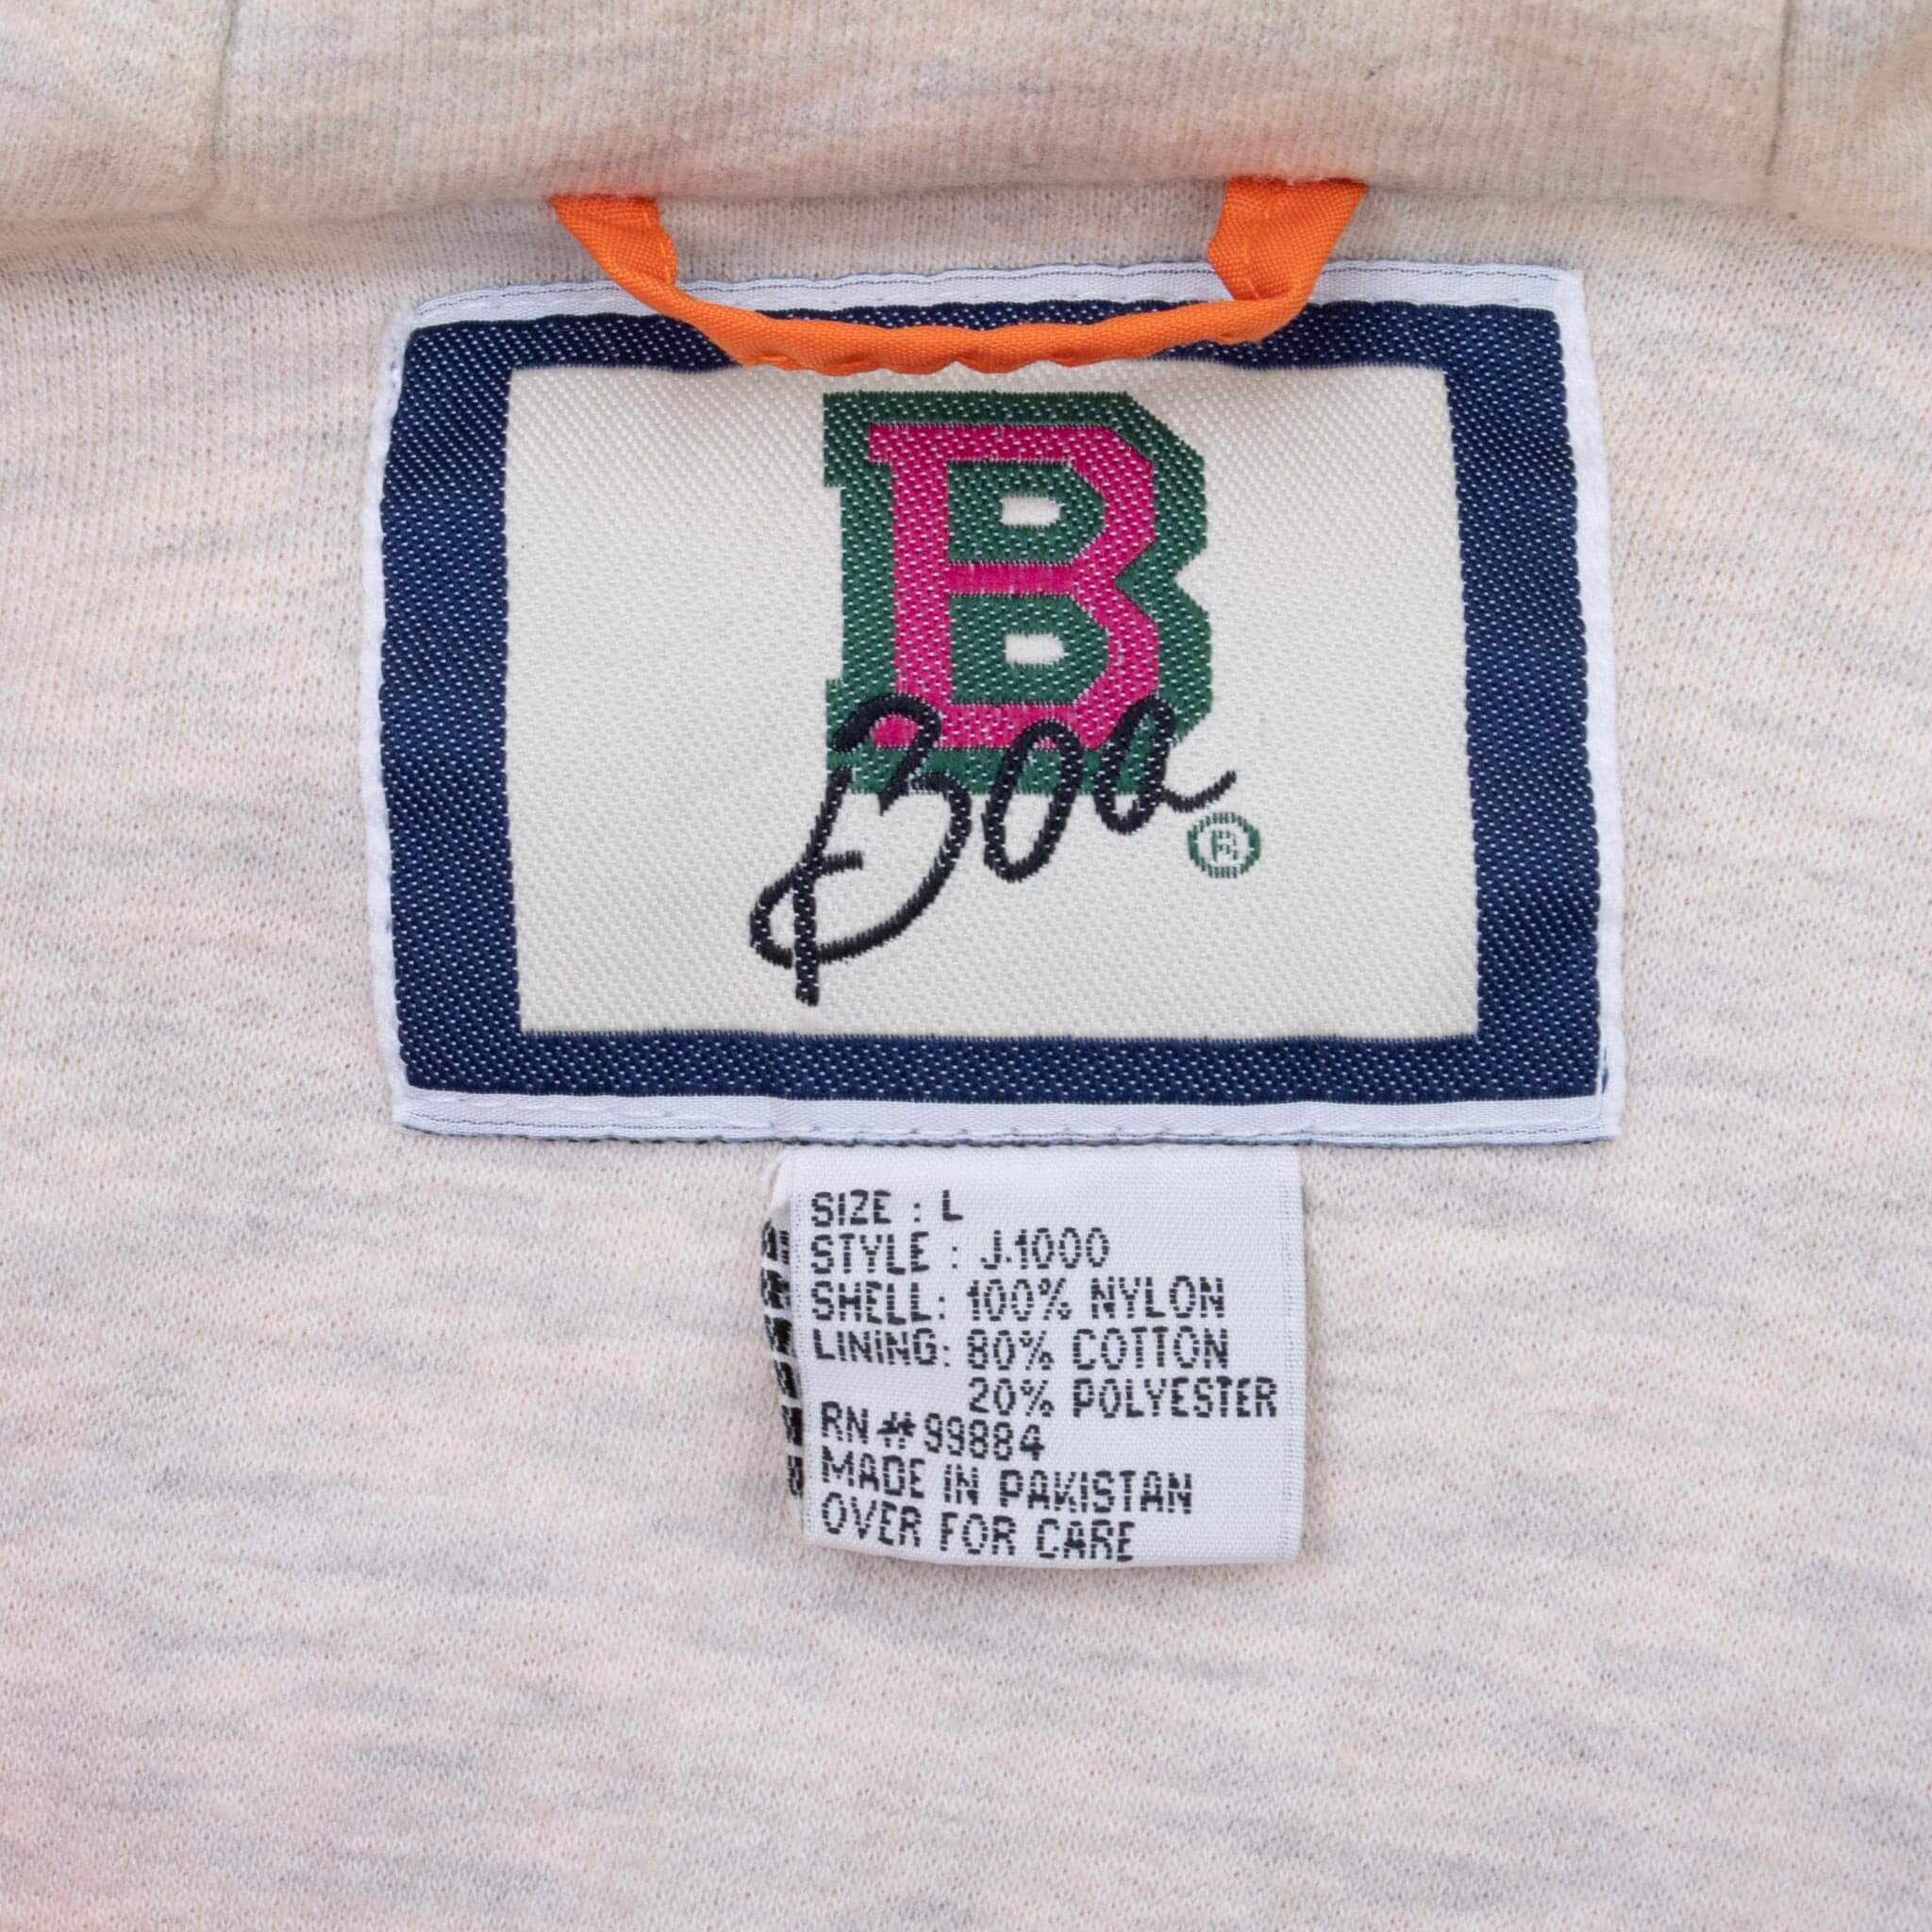 B
Boa ®
SIZE : L
STYLE : J.1000
SHELL: 100% NYLON
LINING: 80% COTTON
20% POLYESTER
RN#99884
MADE IN PAKISTAN
OVER FOR CARE